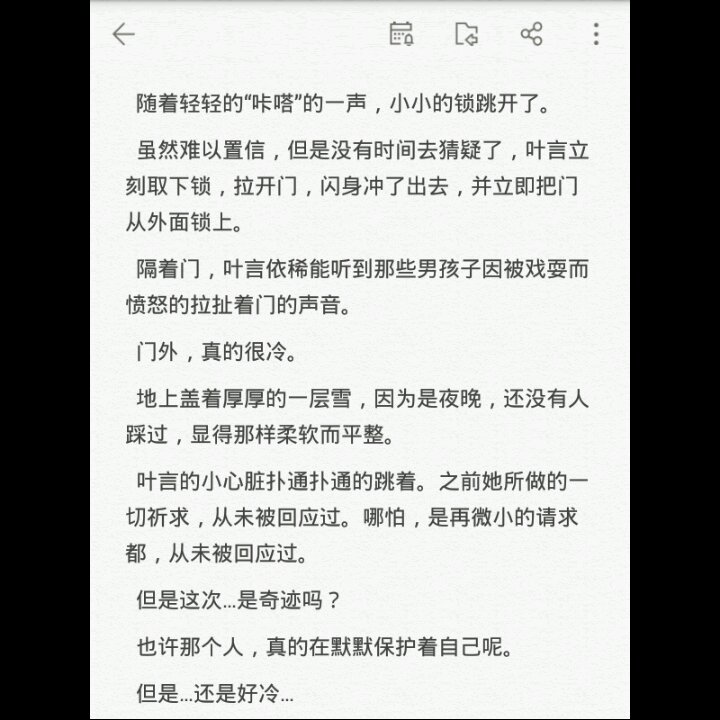 随着轻轻的“咔嗒”的一声，小小的锁跳开了。
虽然难以置信，但是没有时间去猜疑了，叶言立
刻取下锁，拉开门，闪身冲了出去，并立即把门
从外面锁上。
隔着门，叶言依稀能听到那些男孩子因被戏耍而
愤怒的拉扯着门的声音。
门外，真的很冷。
地上盖着厚厚的一层雪，因为是夜晚，还没有人
踩过，显得那样柔软而平整。
叶言的小心脏扑通扑通的跳着。之前她所做的一
切祈求，从未被回应过。哪怕，是再微小的请求
都，从未被回应过。
但是这次...是奇迹吗？
也许那个人，真的在默默保护着自己呢。
但是...还是好冷...